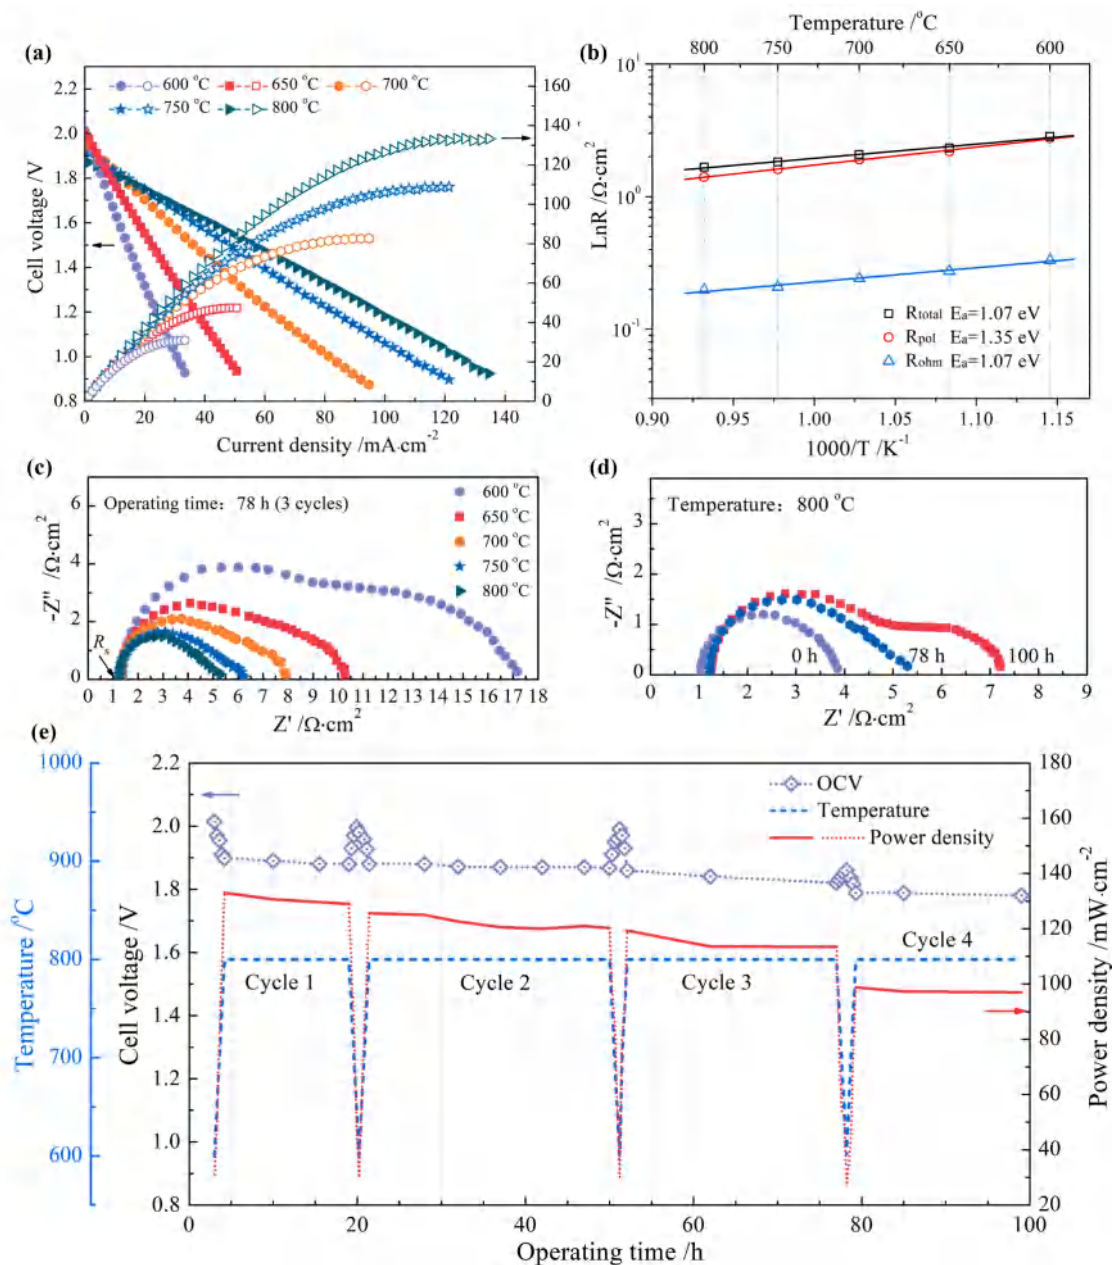 (a)
2.2
2.0
1.8
1.6
1.4
1.2
1.0
0.8
Cell voltage /V
600 °C
650 °C
700 °C
750 °C
800 °C
160
140
120
100
80
60
40
20
0
0 20 40 60 80 100 120 140
Current density /mA·cm-2
(b)
Temperature /°C
800 750 700 650 600
10¹
10⁰
10⁻¹
LnR /Ω·cm²
Rtotal Ea=1.07 eV
Rpol Ea=1.35 eV
Rohm Ea=1.07 eV
0.90 0.95 1.00 1.05 1.10 1.15
1000/T /K-1
(c)
6
4
2
0
-Z" /Ω·cm²
Operating time: 78 h (3 cycles)
600 °C
650 °C
700 °C
750 °C
800 °C
Rs
0 1 2 3 4 5 6 7 8 9 10 11 12 13 14 15 16 17 18
Z' /Ω·cm²
(d)
3
2
1
0
-Z" /Ω·cm²
Temperature: 800 °C
0 h
78 h
100 h
0 1 2 3 4 5 6 7 8 9
Z' /Ω·cm²
(e)
1000
900
800
700
600
Temperature /°C
2.2
2.0
1.8
1.6
1.4
1.2
1.0
0.8
Cell voltage /V
OCV
Temperature
Power density
Cycle 1
Cycle 2
Cycle 3
Cycle 4
180
160
140
120
100
80
60
40
20
Power density /mW·cm-2
0 20 40 60 80 100
Operating time /h